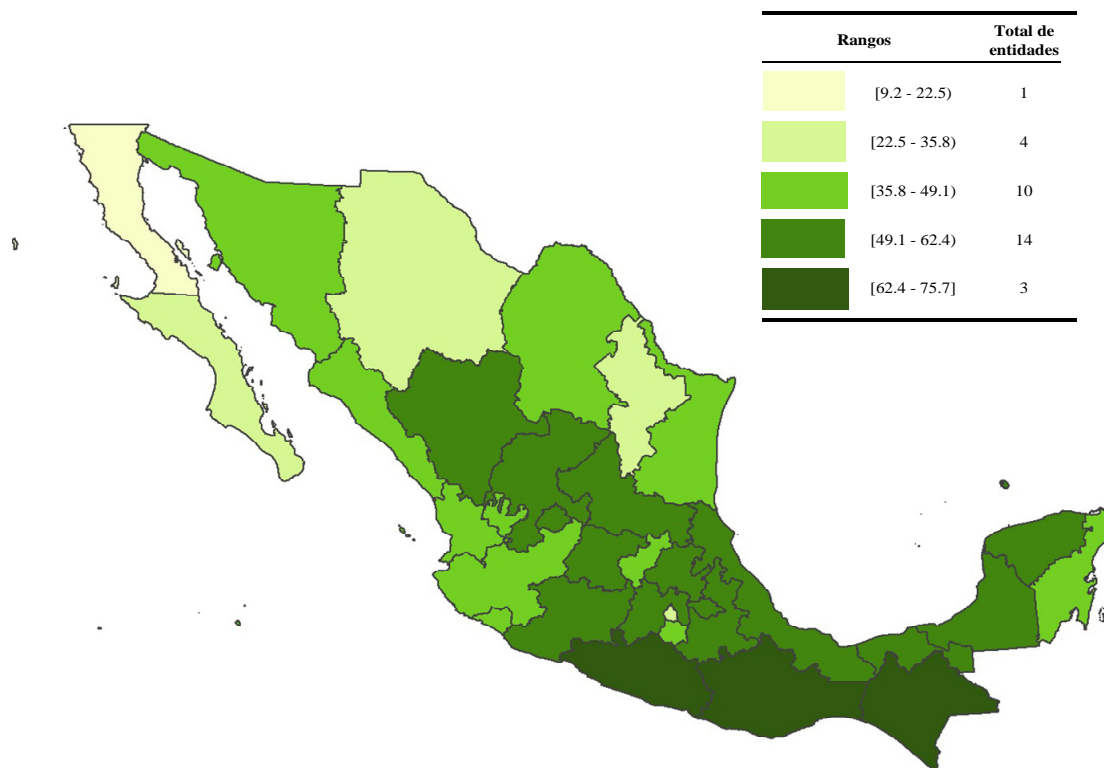 Rangos Total de
entidades
[9.2 - 22.5) 1
[22.5 - 35.8) 4
[35.8 - 49.1) 10
[49.1 - 62.4) 14
[62.4 - 75.7] 3